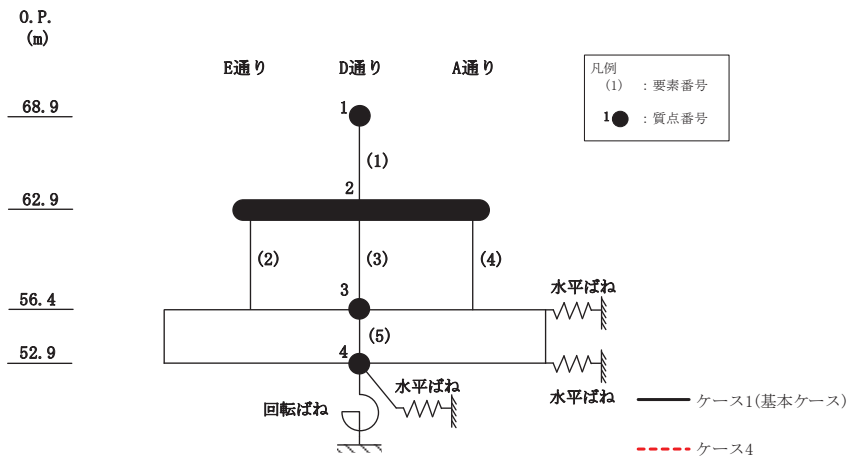 O.P.
(m)
E通り D通り A通り
凡例
(1) ：要素番号
1 ：質点番号
68.9
1
(1)
2
62.9
(2) (3) (4)
3
水平ばね
56.4
(5)
4
52.9
水平ばね
水平ばね
回転ばね
ケース1(基本ケース)
ケース4